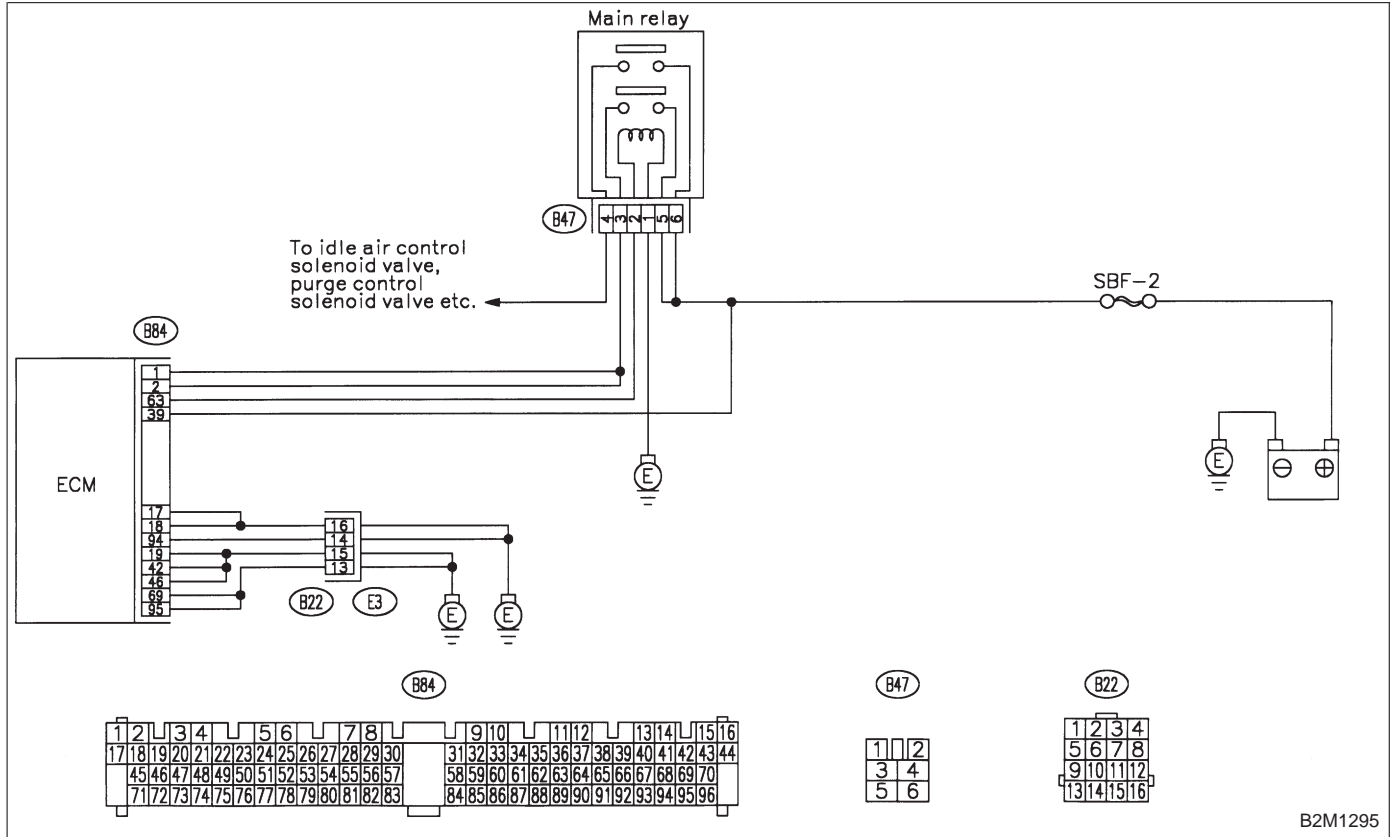 Main relay
B47
4 3 2 1 5 6
To idle air control
solenoid valve,
purge control
solenoid valve etc.
SBF-2
B84
ECM
1
2
63
39
17
18
94
19
42
46
69
95
16
14
15
13
B22 E3
E
E
E
E
⊖ ⊕
B84
1 2 3 4 5 6 7 8 9 10 11 12 13 14 15 16
17 18 19 20 21 22 23 24 25 26 27 28 29 30 31 32 33 34 35 36 37 38 39 40 41 42 43 44
45 46 47 48 49 50 51 52 53 54 55 56 57 58 59 60 61 62 63 64 65 66 67 68 69 70
71 72 73 74 75 76 77 78 79 80 81 82 83 84 85 86 87 88 89 90 91 92 93 94 95 96
B47
1 2
3 4
5 6
B22
1 2 3 4
5 6 7 8
9 10 11 12
13 14 15 16
B2M1295